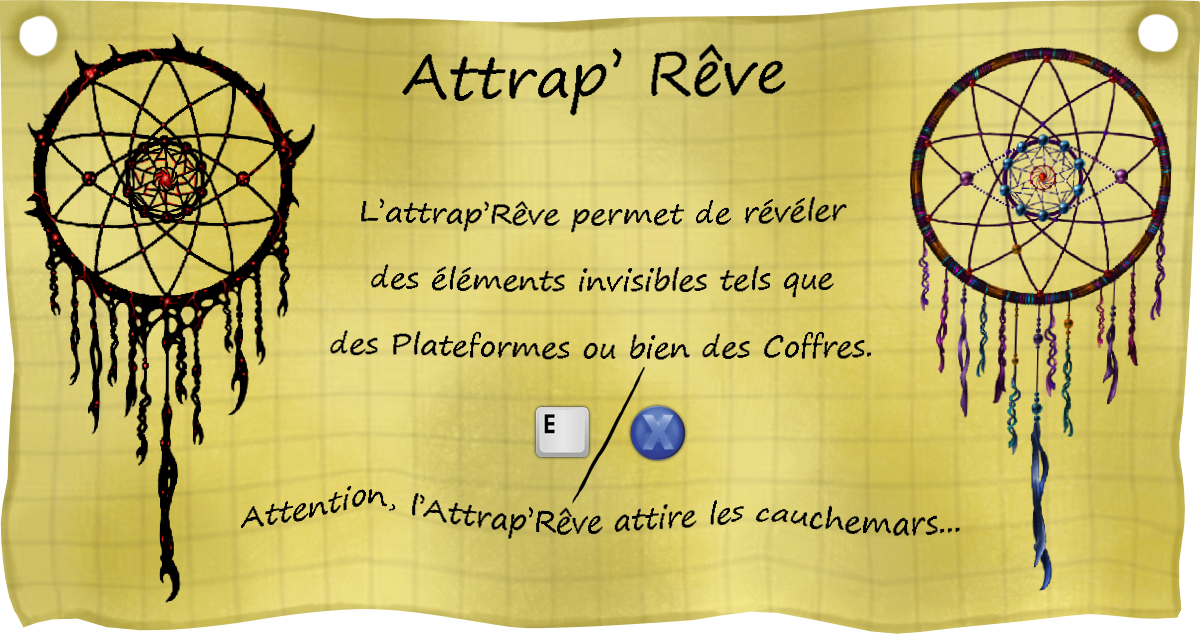 Attrap' Rêve
L'attrap'Rêve permet de révéler
des éléments invisibles tels que
des Plateformes ou bien des Coffres.
E / X
Attention, l'Attrap'Rêve attire les cauchemars...